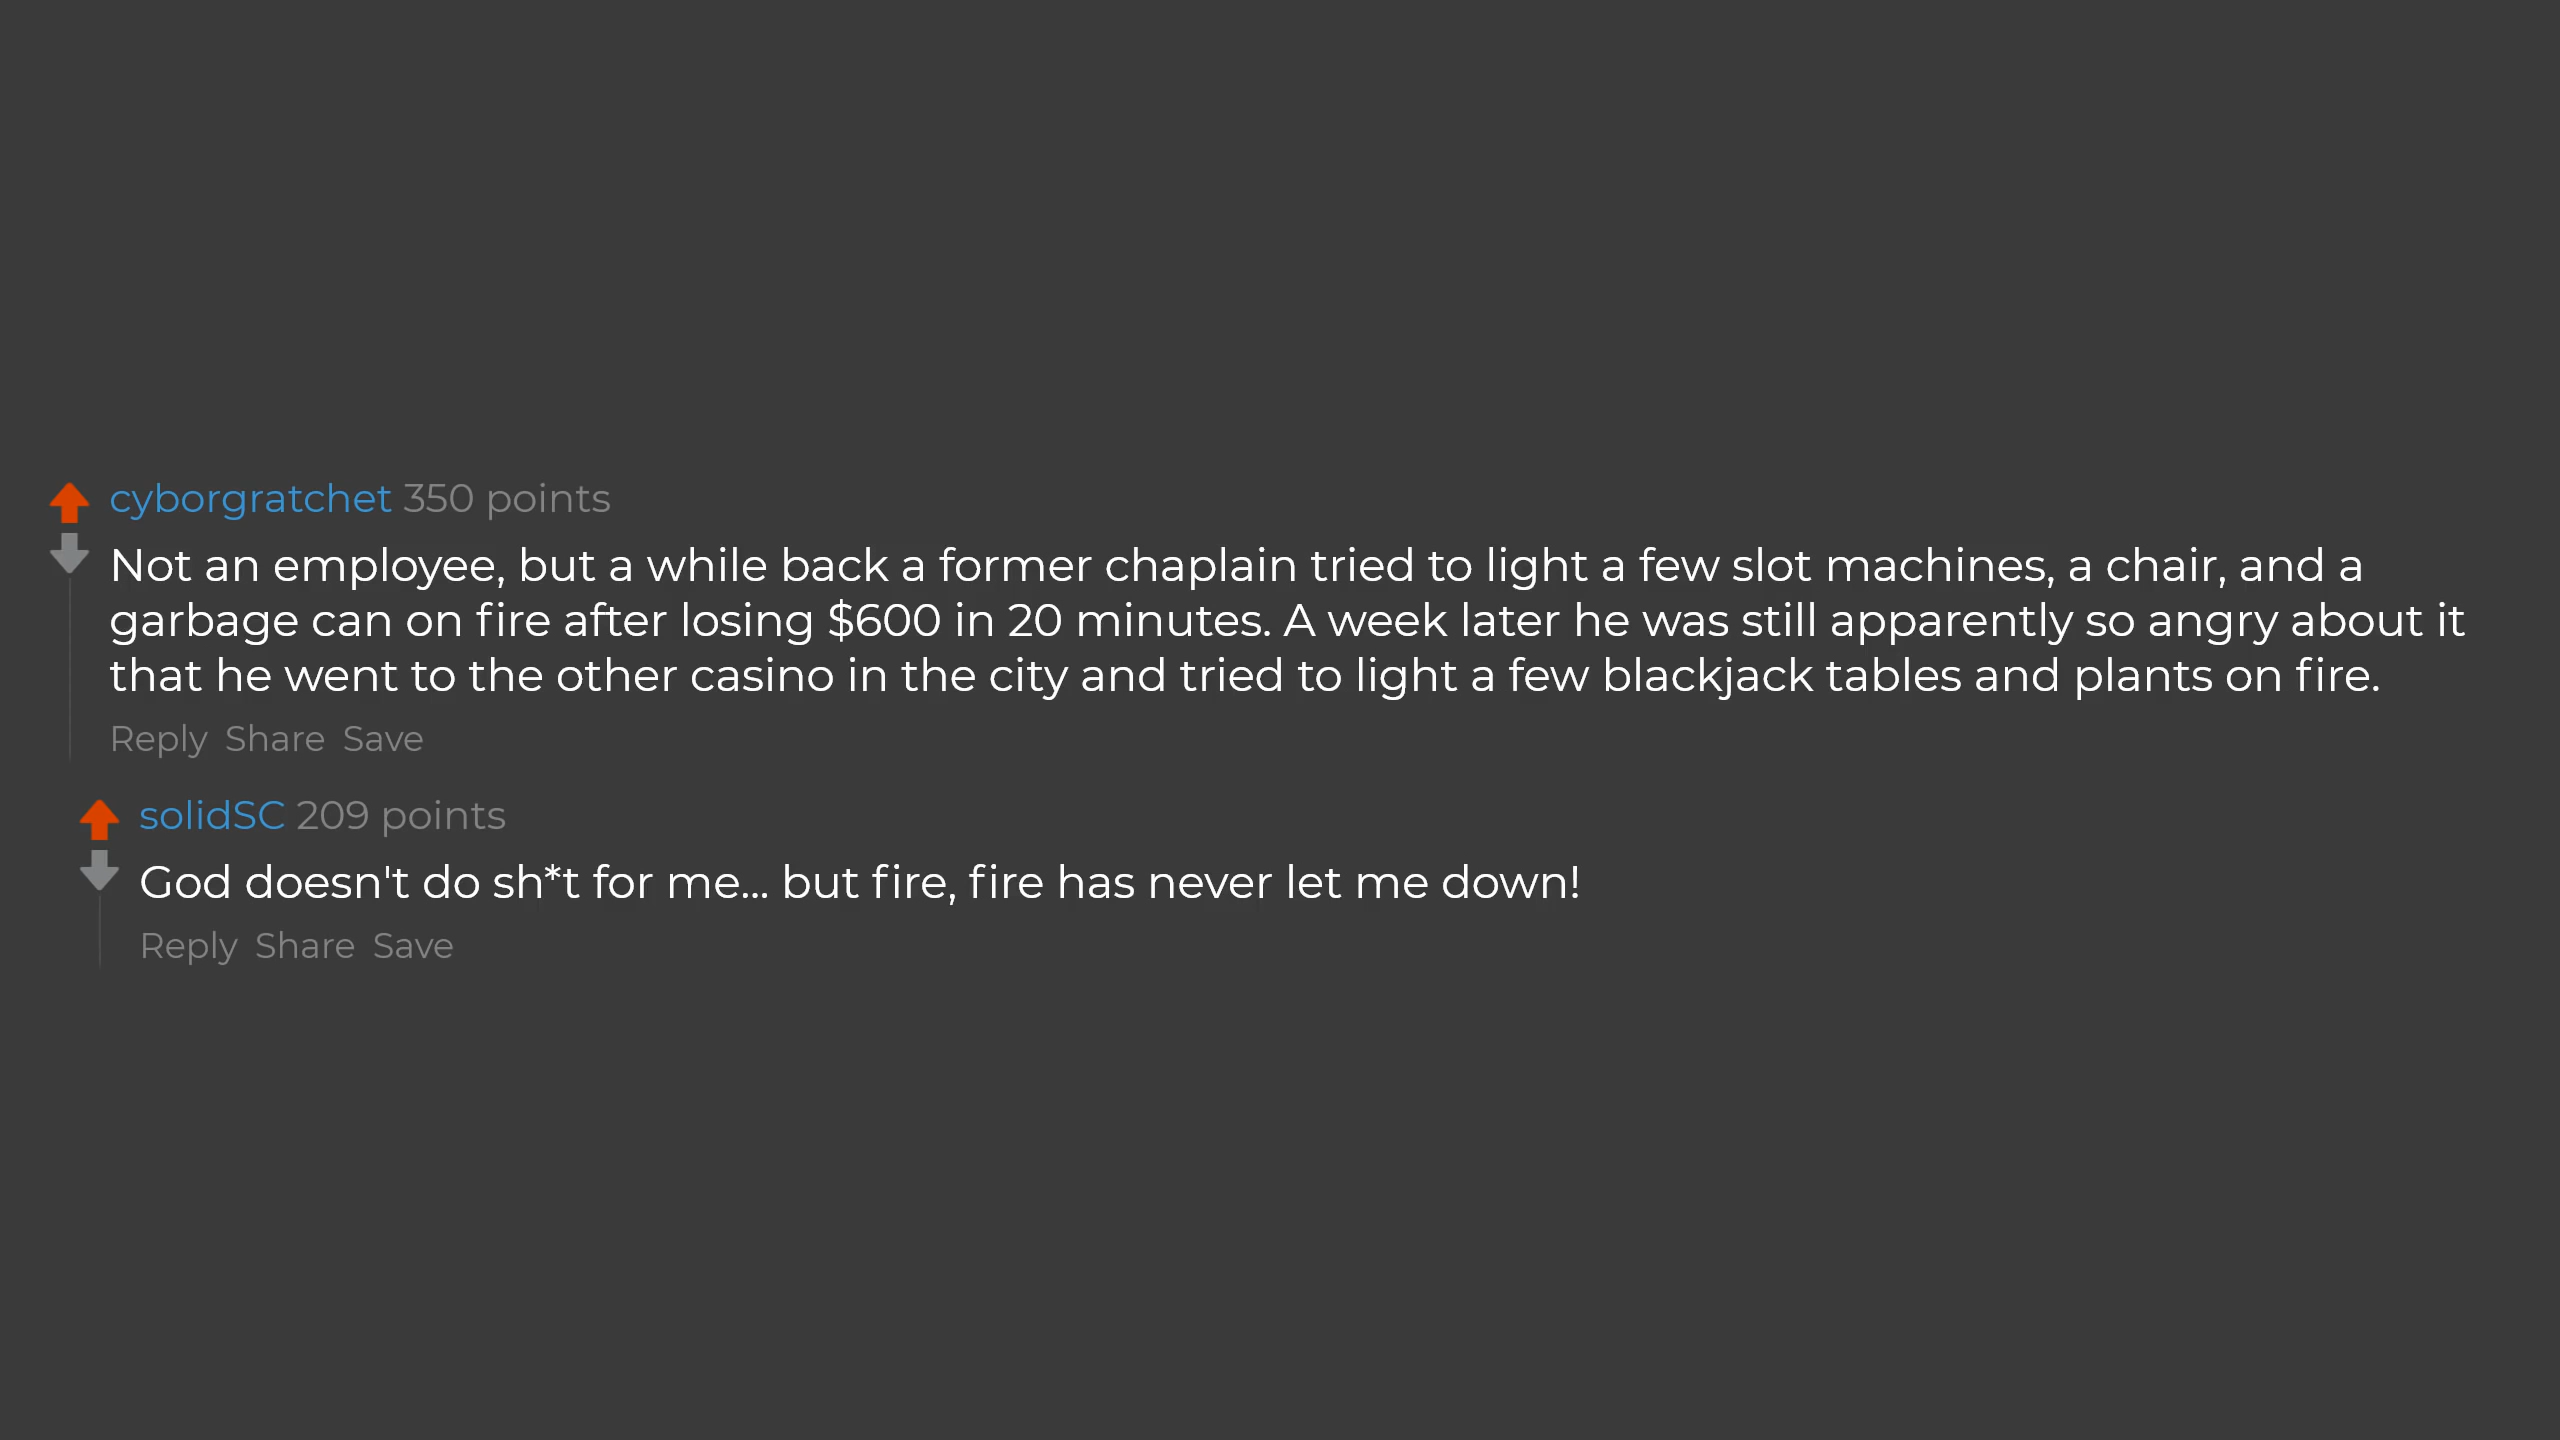 cyborgratchet 350 points
Not an employee, but a while back a former chaplain tried to light a few slot machines, a chair, and a
garbage can on fire after losing $600 in 20 minutes. A week later he was still apparently so angry about it
that he went to the other casino in the city and tried to light a few blackjack tables and plants on fire.
Reply Share Save
solidSC 209 points
God doesn't do sh*t for me... but fire, fire has never let me down!
Reply Share Save